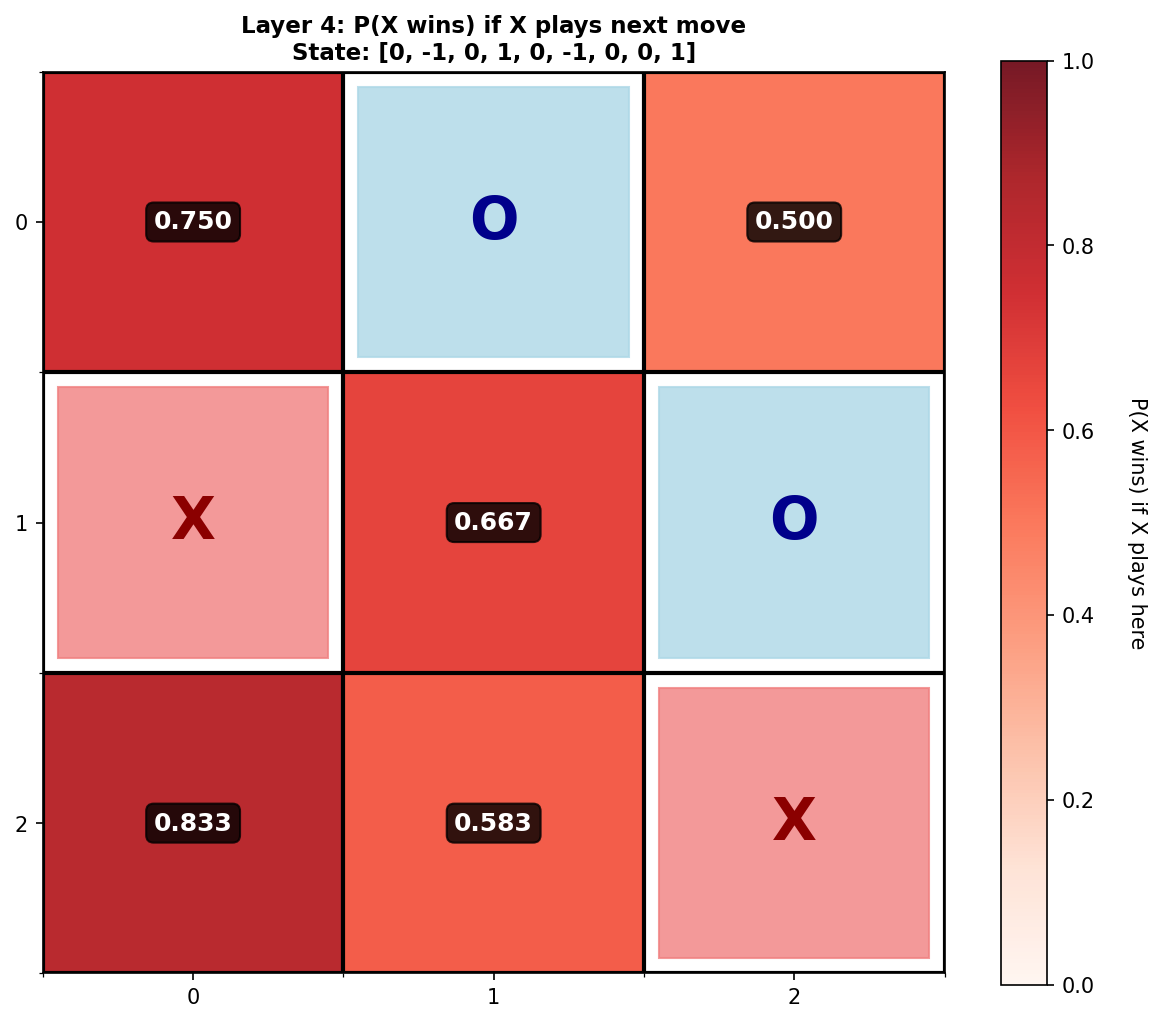 Layer 4: P(X wins) if X plays next move
State: [0, -1, 0, 1, 0, -1, 0, 0, 1]
0.750
O
0.500
X
0.667
O
0.833
0.583
X
0
1
2
0
1
2
1.0
0.8
0.6
0.4
0.2
0.0
P(X wins) if X plays here